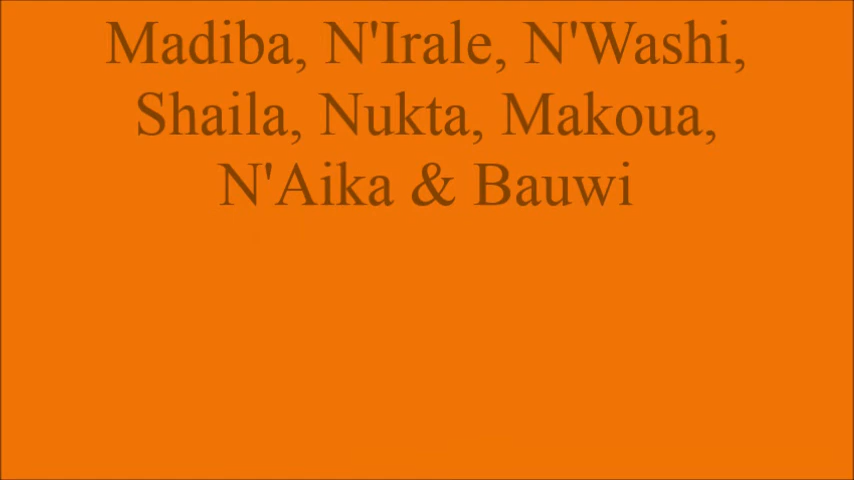 Madiba, N'Irale, N'Washi,
Shaila, Nukta, Makoua,
N'Aika & Bauwi